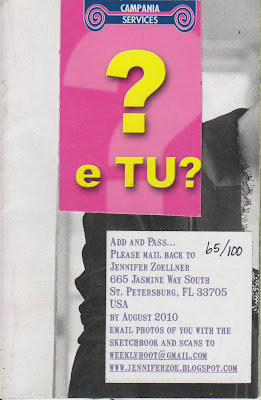 CAMPANIA
SERVICES
?
e TU?
ADD AND PASS... 65/100
PLEASE MAIL BACK TO
JENNIFER ZOELLNER
665 JASMINE WAY SOUTH
ST. PETERSBURG, FL 33705
USA
BY AUGUST 2010
EMAIL PHOTOS OF YOU WITH THE
SKETCHBOOK AND SCANS TO
WEEKLYHOOT@GMAIL.COM
WWW.JENNIFERZOE.BLOGSPOT.COM